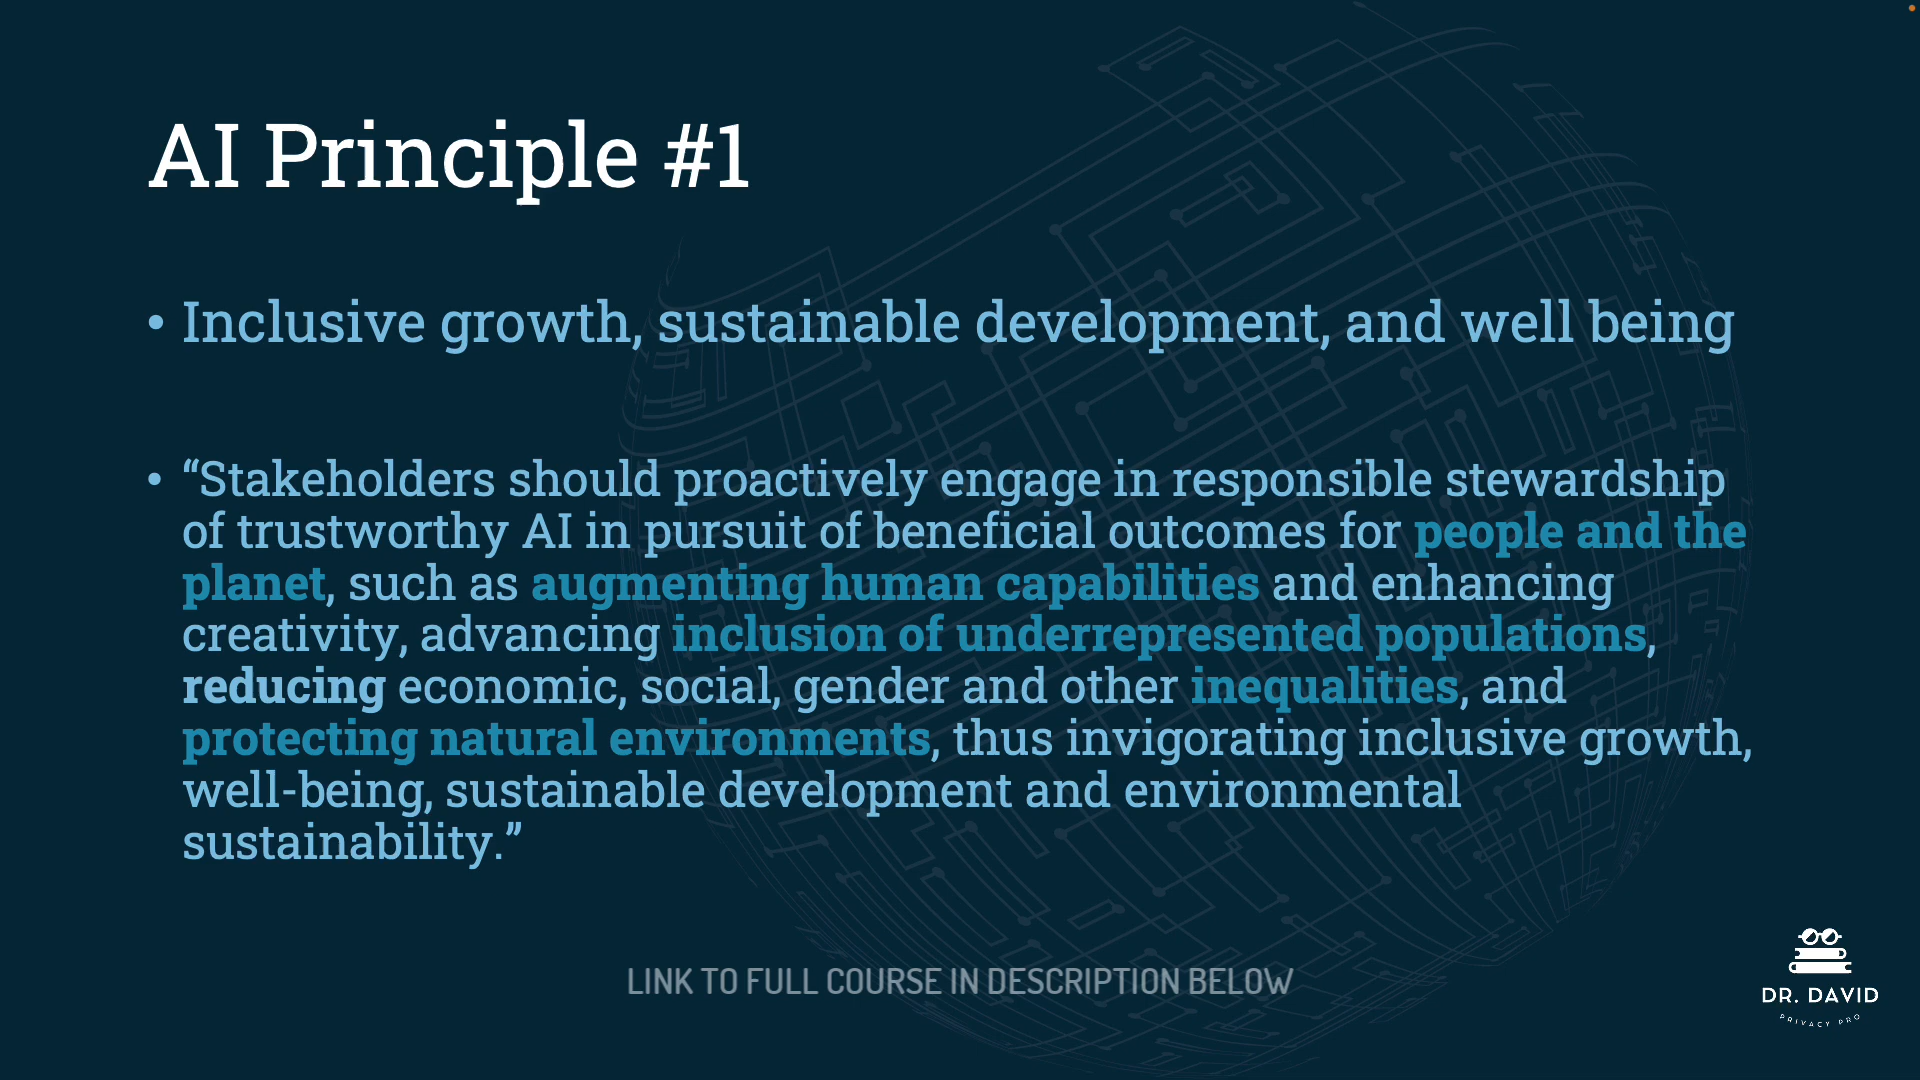 AI Principle #1
• Inclusive growth, sustainable development, and well being
• “Stakeholders should proactively engage in responsible stewardship
of trustworthy AI in pursuit of beneficial outcomes for people and the
planet, such as augmenting human capabilities and enhancing
creativity, advancing inclusion of underrepresented populations,
reducing economic, social, gender and other inequalities, and
protecting natural environments, thus invigorating inclusive growth,
well-being, sustainable development and environmental
sustainability.”
LINK TO FULL COURSE IN DESCRIPTION BELOW
DR. DAVID
PRIVACY PRO